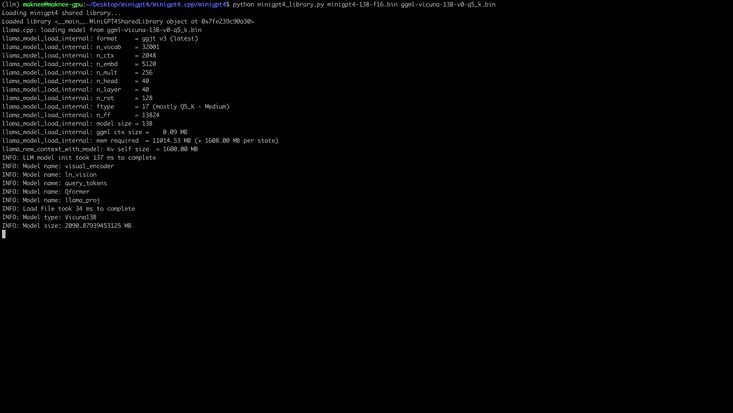 (llm) maknee@maknee-gpu:~/Desktop/minigpt4/minigpt4.cpp/minigpt4$ python minigpt4_library.py minigpt4-13B-f16.bin ggml-vicuna-13B-v0-q5_k.bin
Loading minigpt4 shared library...
Loaded library <__main__.MiniGPT4SharedLibrary object at 0x7fe239c90a30>
llama.cpp: loading model from ggml-vicuna-13B-v0-q5_k.bin
llama_model_load_internal: format     = ggjt v3 (latest)
llama_model_load_internal: n_vocab    = 32001
llama_model_load_internal: n_ctx      = 2048
llama_model_load_internal: n_embd     = 5120
llama_model_load_internal: n_mult     = 256
llama_model_load_internal: n_head     = 40
llama_model_load_internal: n_layer    = 40
llama_model_load_internal: n_rot      = 128
llama_model_load_internal: ftype      = 17 (mostly Q5_K - Medium)
llama_model_load_internal: n_ff       = 13824
llama_model_load_internal: model size = 13B
llama_model_load_internal: ggml ctx size =    0.09 MB
llama_model_load_internal: mem required  = 11014.53 MB (+ 1608.00 MB per state)
llama_new_context_with_model: kv self size  = 1600.00 MB
INFO: LLM model init took 137 ms to complete
INFO: Model name: visual_encoder
INFO: Model name: ln_vision
INFO: Model name: query_tokens
INFO: Model name: Qformer
INFO: Model name: llama_proj
INFO: Load file took 34 ms to complete
INFO: Model type: Vicuna13B
INFO: Model size: 2090.87939453125 MB